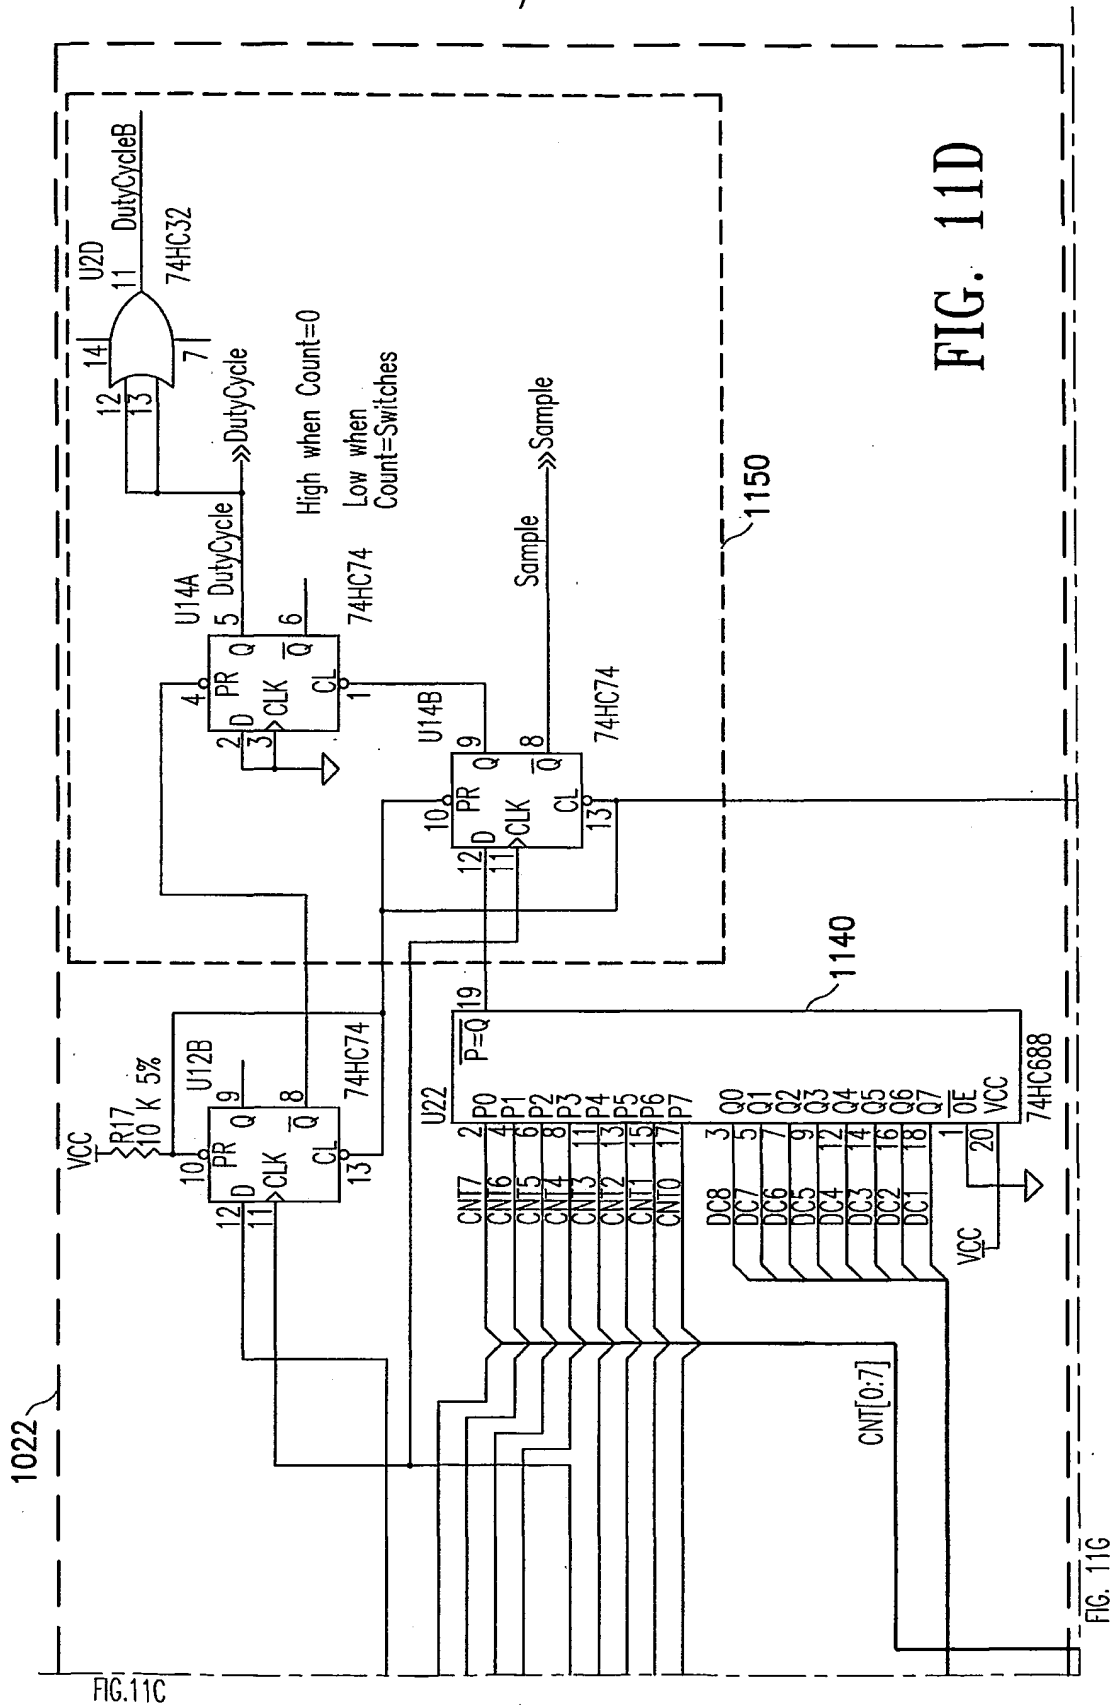 FIG. 11D
1022
FIG.11C
FIG. 11G
VCC
R17
10 K 5%
U12B
10
PR
12
D
Q
9
11
CLK
Q
8
CL
13
74HC74
U14A
4
PR
2
D
Q
5
DutyCycle
3
CLK
Q
6
CL
1
74HC74
DutyCycle
U2D
12
13
14
7
11
DutyCycleB
74HC32
High when Count=0
Low when
Count=Switches
U14B
10
PR
12
D
Q
9
11
CLK
Q
8
CL
13
74HC74
Sample
Sample
1150
1140
U22
P=Q
19
CNT7 2 P0
CNT6 4 P1
CNT5 6 P2
CNT4 8 P3
CNT3 11 P4
CNT2 13 P5
CNT1 15 P6
CNT0 17 P7
DC8 3 Q0
DC7 5 Q1
DC6 7 Q2
DC5 9 Q3
DC4 12 Q4
DC3 14 Q5
DC2 16 Q6
DC1 18 Q7
1 OE
VCC 20 VCC
74HC688
CNT[0:7]